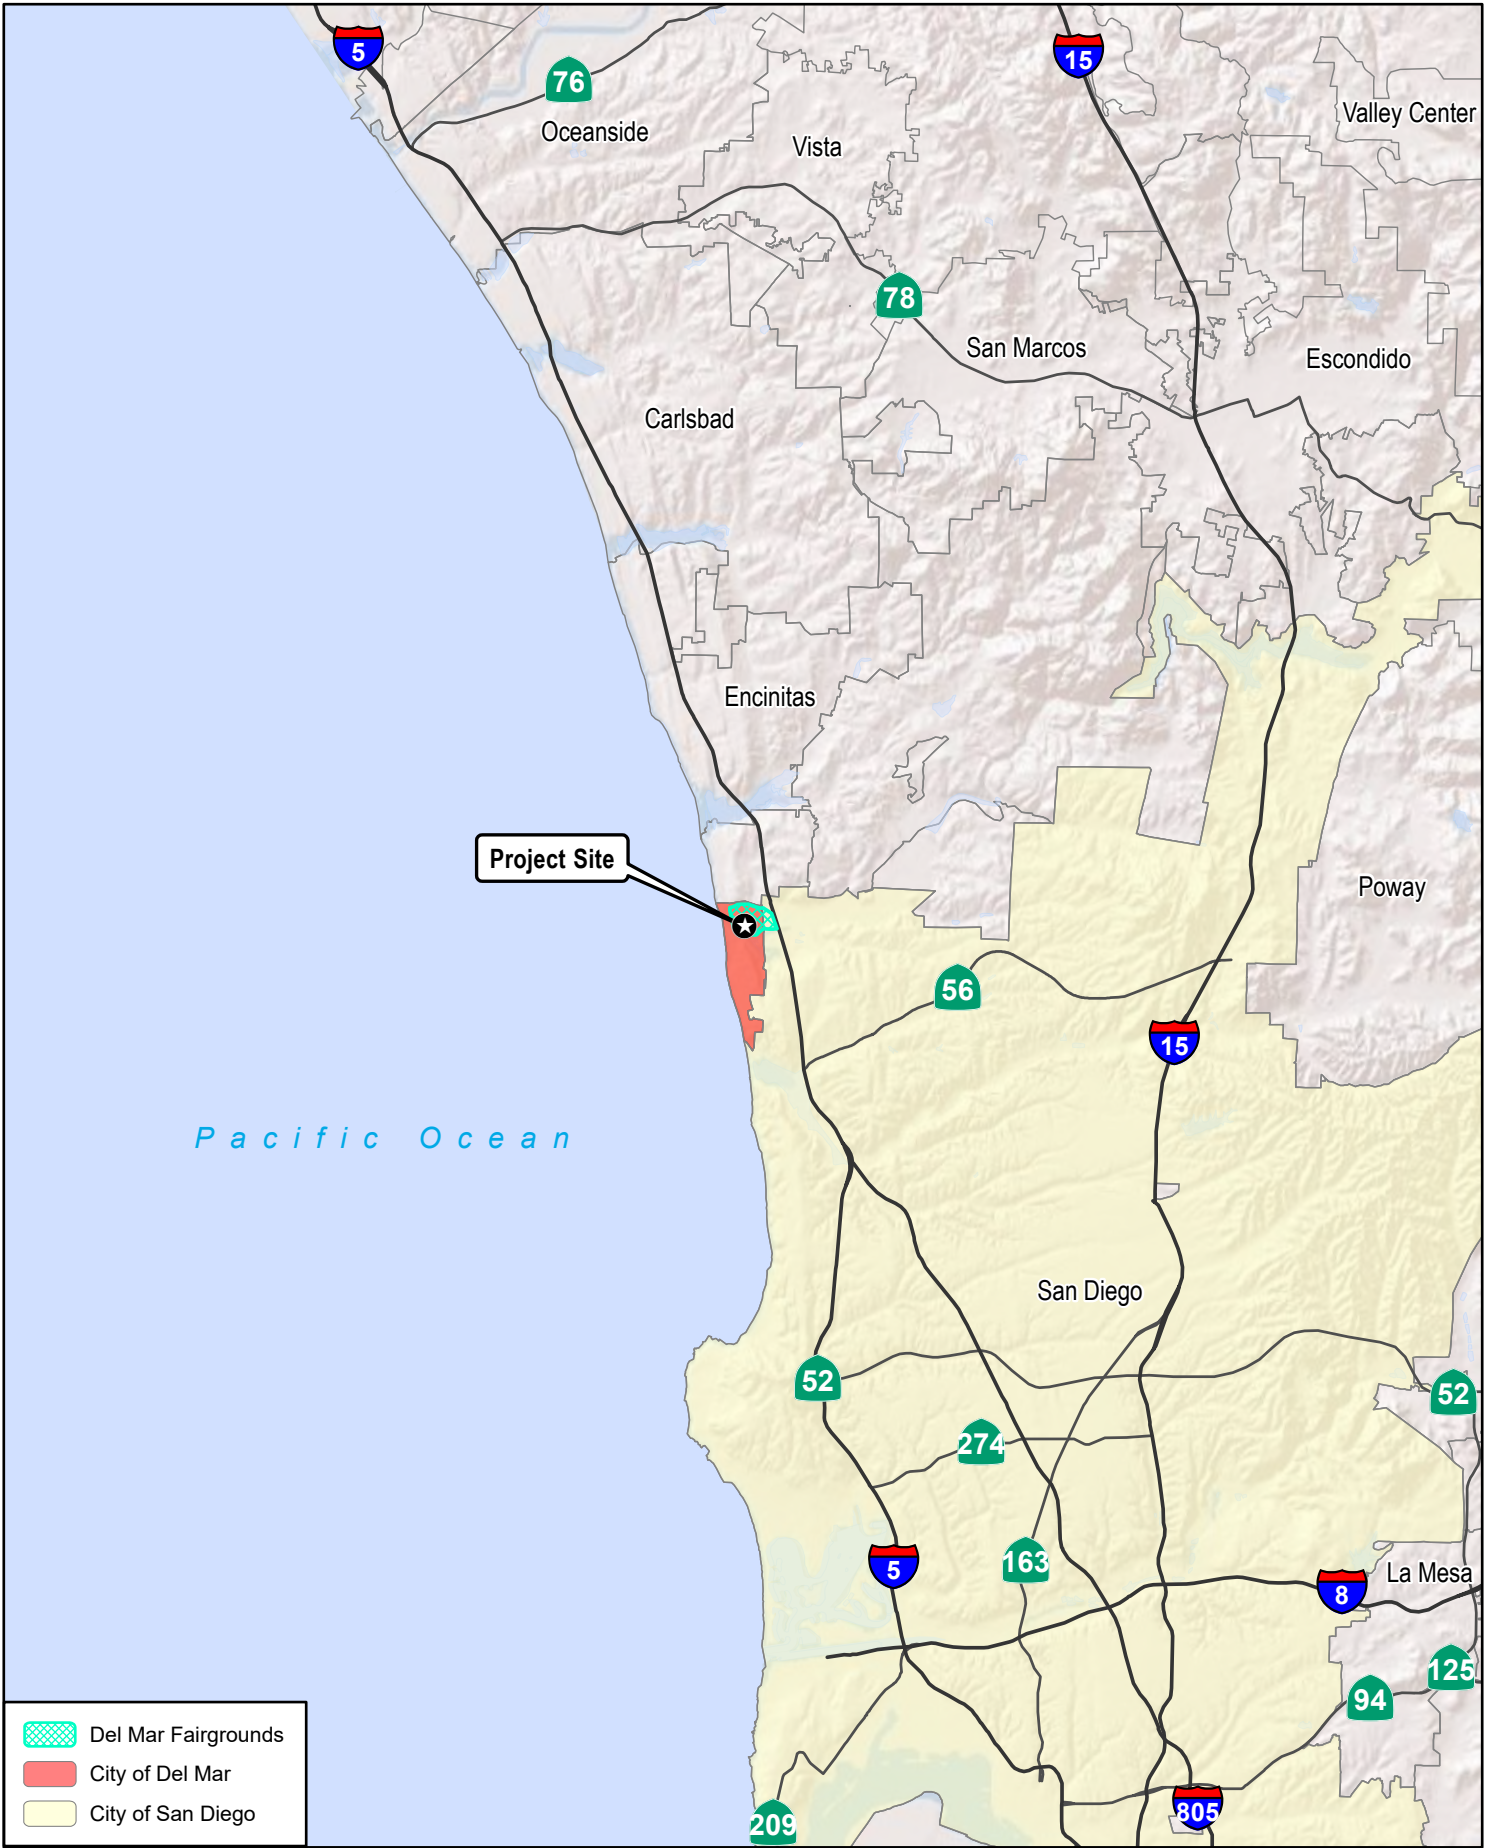 5
15
76
Valley Center
Oceanside
Vista
78
San Marcos
Escondido
Carlsbad
Encinitas
Project Site
Poway
56
15
Pacific Ocean
San Diego
52
52
274
163
5
8
La Mesa
125
94
805
209
Del Mar Fairgrounds
City of Del Mar
City of San Diego